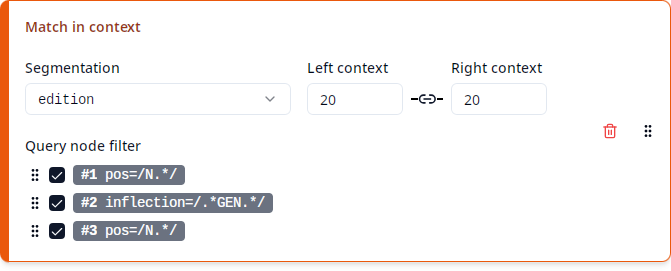 Match in context
Segmentation Left context Right context
edition 20 20
Query node filter
#1 pos=/N.*/
#2 inflection=/.*GEN.*/
#3 pos=/N.*/